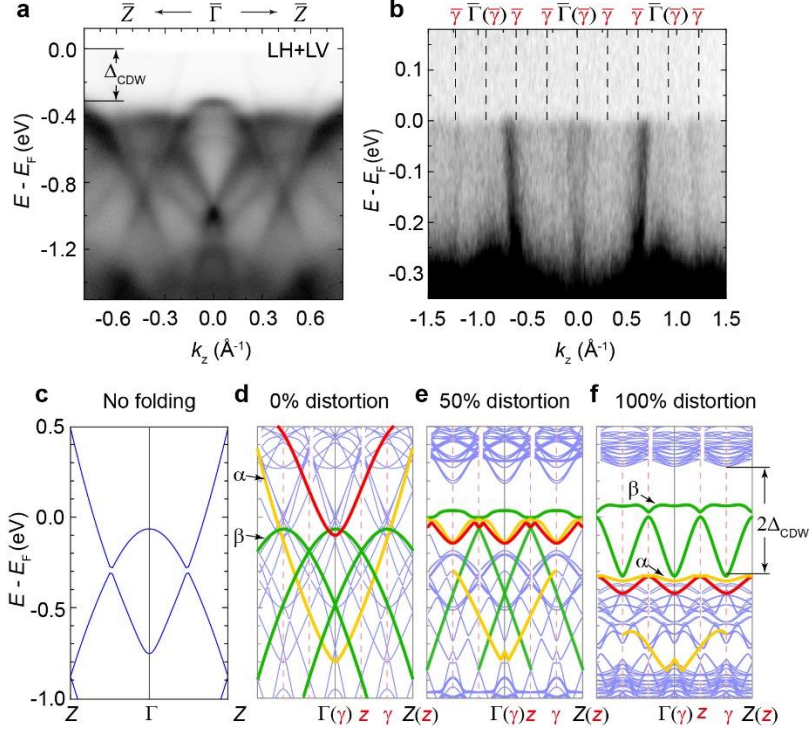 a
Z̅ ← Γ̅ → Z̅
LH+LV
Δ_CDW
0.0
-0.4
-0.8
-1.2
E - E_F (eV)
-0.6 -0.3 0.0 0.3 0.6
k_z (Å⁻¹)
b
γ̅ Γ̅(γ̅) γ̅ γ̅ Γ̅(γ̅) γ̅ γ̅ Γ̅(γ̅) γ̅
0.1
0.0
-0.1
-0.2
-0.3
E - E_F (eV)
-1.5 -1.0 -0.5 0.0 0.5 1.0 1.5
k_z (Å⁻¹)
c No folding
0.5
0.0
-0.5
-1.0
E - E_F (eV)
Z Γ Z
d 0% distortion
α
β
Γ(γ) z γ Z(z)
e 50% distortion
Γ(γ) z γ Z(z)
f 100% distortion
β
α
2Δ_CDW
Γ(γ) z γ Z(z)